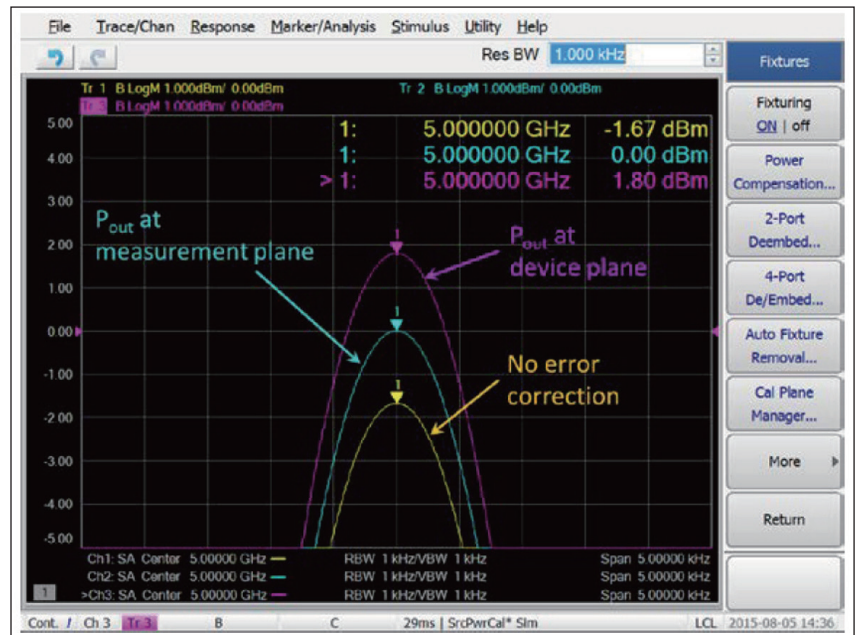 File Trace/Chan Response Marker/Analysis Stimulus Utility Help
Res BW 1.000 kHz
Tr 1 B LogM 1.000dBm/ 0.00dBm
Tr 2 B LogM 1.000dBm/ 0.00dBm
Tr 3 B LogM 1.000dBm/ 0.00dBm
1: 5.000000 GHz -1.67 dBm
1: 5.000000 GHz 0.00 dBm
> 1: 5.000000 GHz 1.80 dBm
5.00
4.00
3.00
2.00
1.00
0.00
-1.00
-2.00
-3.00
-4.00
-5.00
Pout at
measurement plane
Pout at
device plane
No error
correction
1
1
1
Ch1: SA Center 5.00000 GHz RBW 1 kHz/VBW 1 kHz Span 5.00000 kHz
Ch2: SA Center 5.00000 GHz RBW 1 kHz/VBW 1 kHz Span 5.00000 kHz
1 >Ch3: SA Center 5.00000 GHz RBW 1 kHz/VBW 1 kHz Span 5.00000 kHz
Fixtures
Fixturing
ON | off
Power
Compensation...
2-Port
Deembed...
4-Port
De/Embed...
Auto Fixture
Removal...
Cal Plane
Manager...
More
Return
Cont. / Ch 3 Tr 3 B C 29ms | SrcPwrCal* Slm LCL 2015-08-05 14:36